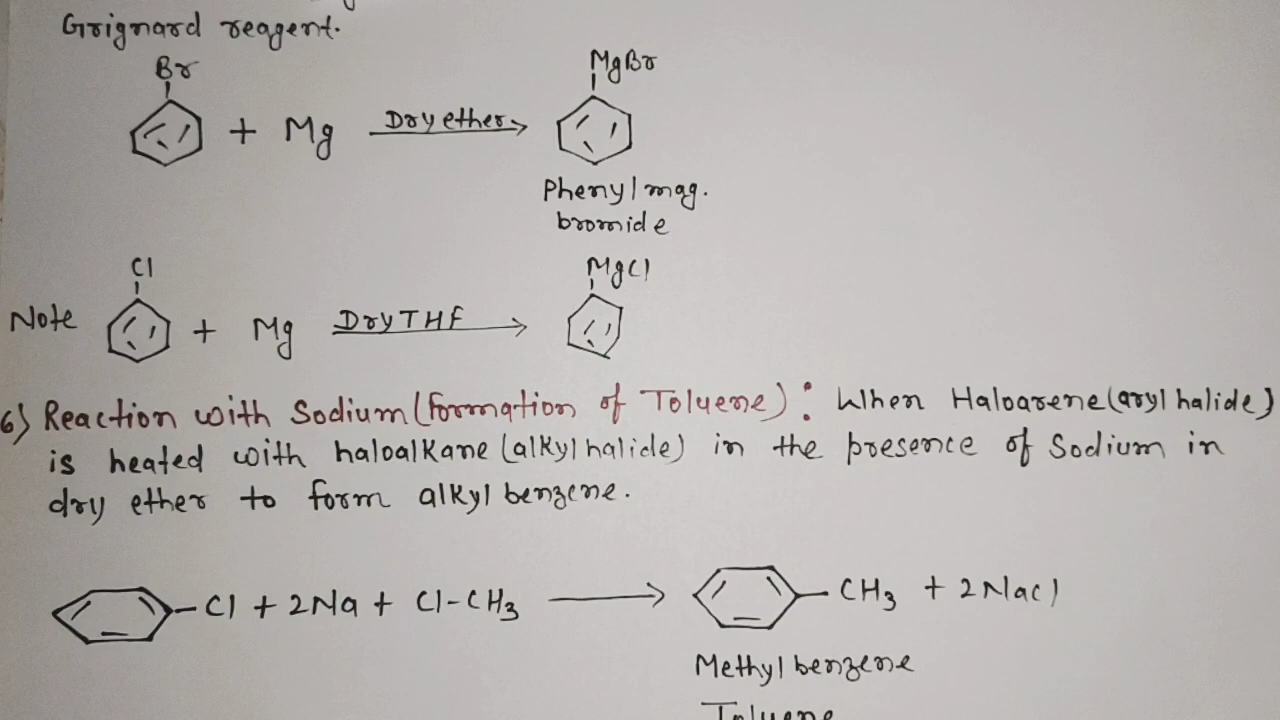 Grignard reagent.
Br MgBr
+ Mg Dry ether
Phenyl mag.
bromide
Cl MgCl
Note + Mg Dry THF
6) Reaction with Sodium (Formation of Toluene): When Haloarene (aryl halide)
is heated with haloalkane (alkyl halide) in the presence of Sodium in
dry ether to form alkyl benzene.
-Cl + 2Na + Cl-CH₃ → -CH₃ + 2NaCl
Methyl benzene
Toluene